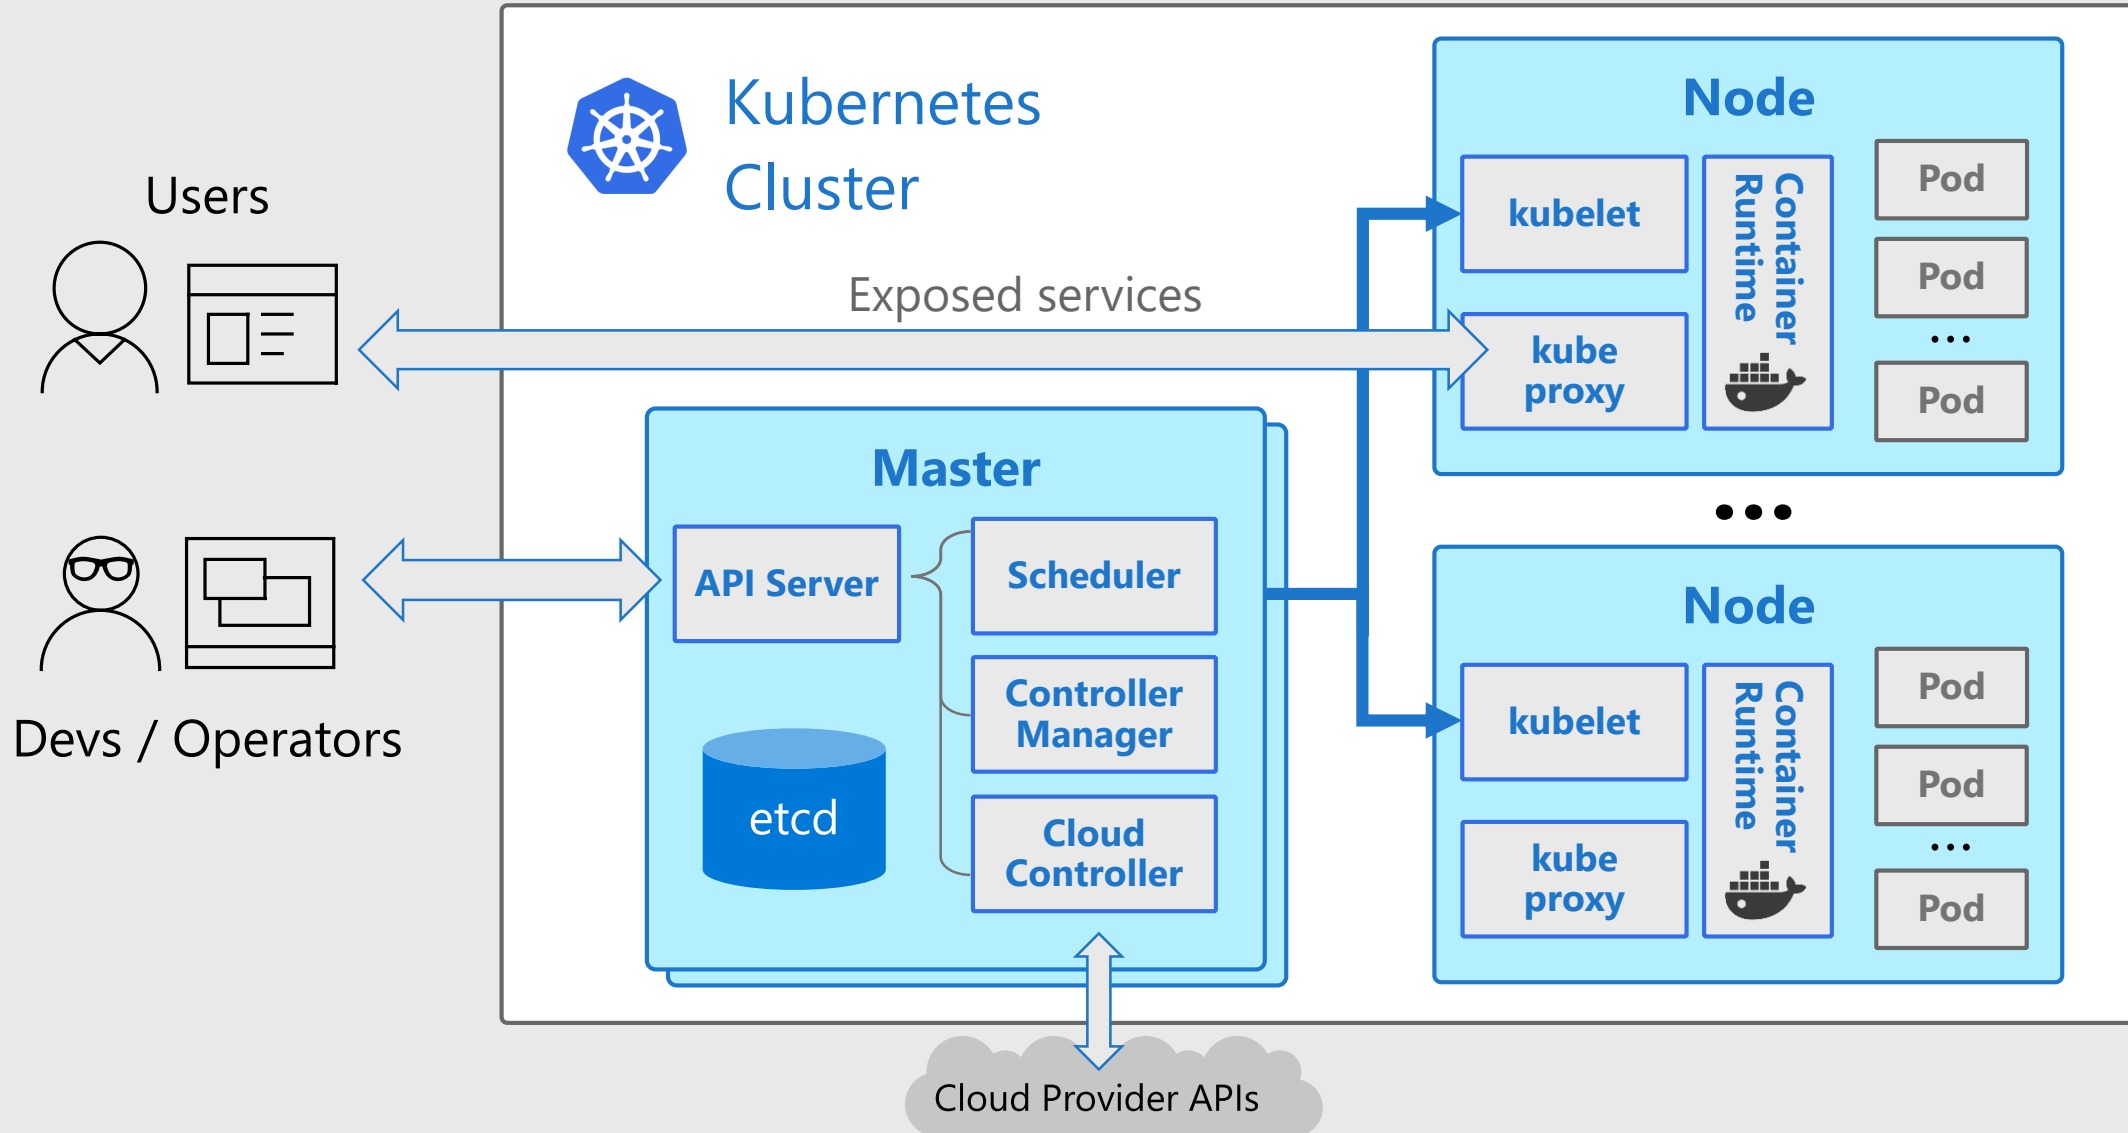 Kubernetes
Cluster
Users
Exposed services
Devs / Operators
Master
API Server
Scheduler
Controller
Manager
Cloud
Controller
etcd
Cloud Provider APIs
Node
kubelet
kube
proxy
Container
Runtime
Pod
Pod
...
Pod
...
Node
kubelet
kube
proxy
Container
Runtime
Pod
Pod
...
Pod